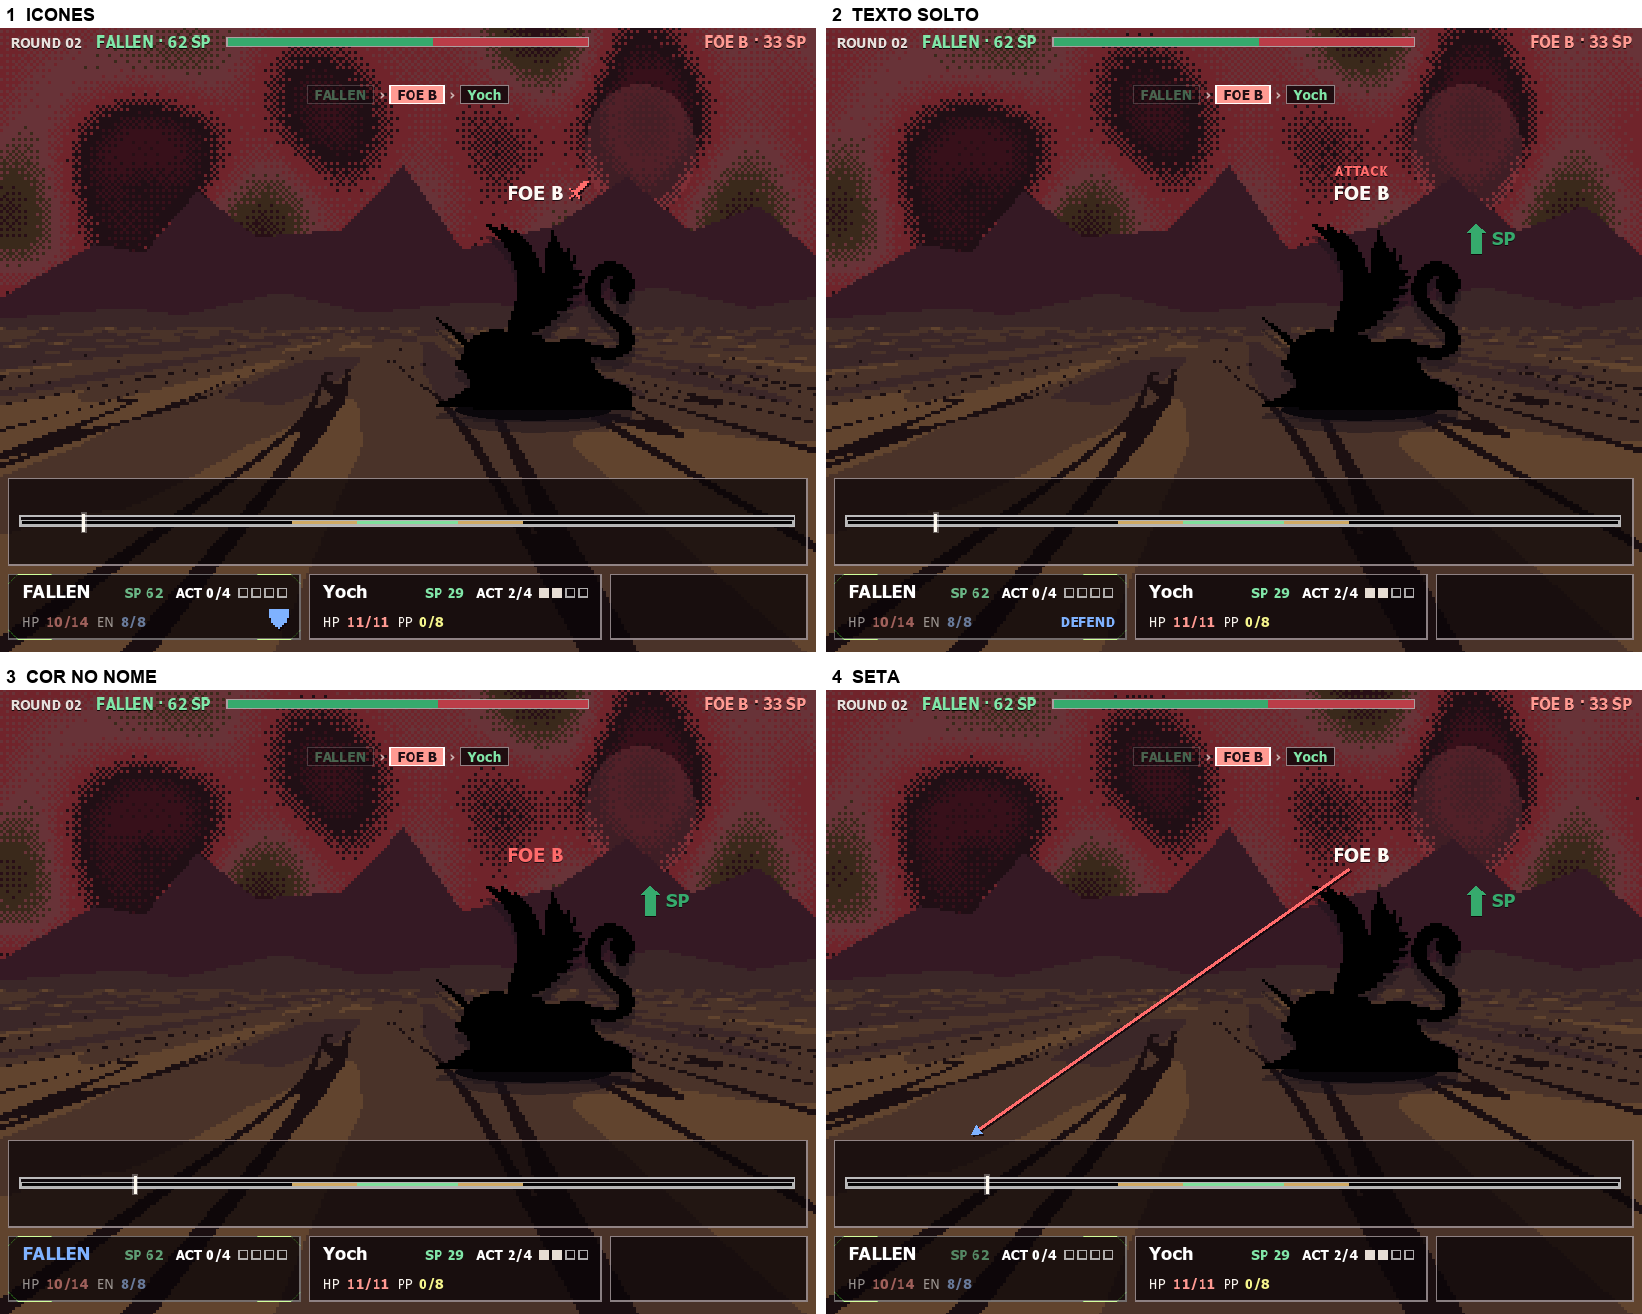 1 ICONES
ROUND 02 FALLEN · 62 SP FOE B · 33 SP
FALLEN › FOE B › Yoch
FOE B
FALLEN SP 62 ACT 0/4
HP 10/14 EN 8/8
Yoch SP 29 ACT 2/4
HP 11/11 PP 0/8
2 TEXTO SOLTO
ROUND 02 FALLEN · 62 SP FOE B · 33 SP
FALLEN › FOE B › Yoch
ATTACK
FOE B
SP
FALLEN SP 62 ACT 0/4
HP 10/14 EN 8/8 DEFEND
Yoch SP 29 ACT 2/4
HP 11/11 PP 0/8
3 COR NO NOME
ROUND 02 FALLEN · 62 SP FOE B · 33 SP
FALLEN › FOE B › Yoch
FOE B
SP
FALLEN SP 62 ACT 0/4
HP 10/14 EN 8/8
Yoch SP 29 ACT 2/4
HP 11/11 PP 0/8
4 SETA
ROUND 02 FALLEN · 62 SP FOE B · 33 SP
FALLEN › FOE B › Yoch
FOE B
SP
FALLEN SP 62 ACT 0/4
HP 10/14 EN 8/8
Yoch SP 29 ACT 2/4
HP 11/11 PP 0/8